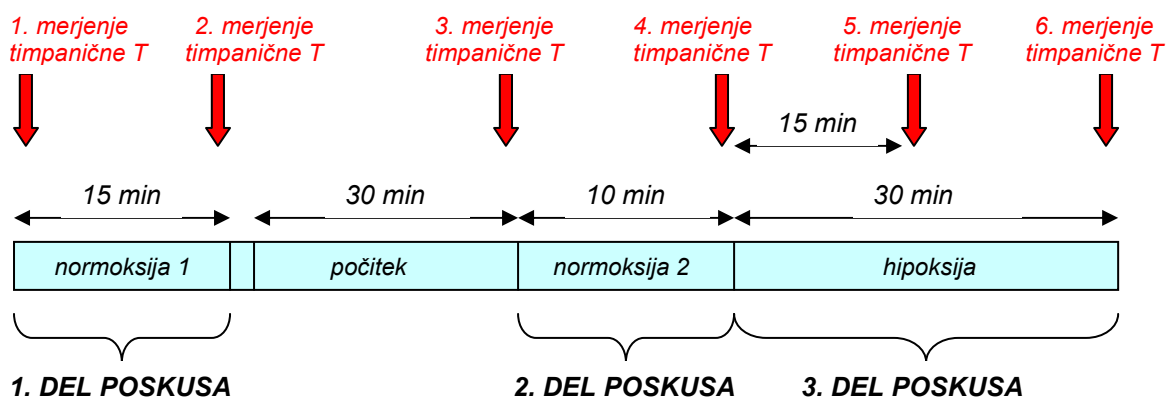 1. merjenje
timpanične T
2. merjenje
timpanične T
3. merjenje
timpanične T
4. merjenje
timpanične T
5. merjenje
timpanične T
6. merjenje
timpanične T
15 min
15 min
30 min
10 min
30 min
normoksija 1
počitek
normoksija 2
hipoksija
1. DEL POSKUSA
2. DEL POSKUSA
3. DEL POSKUSA